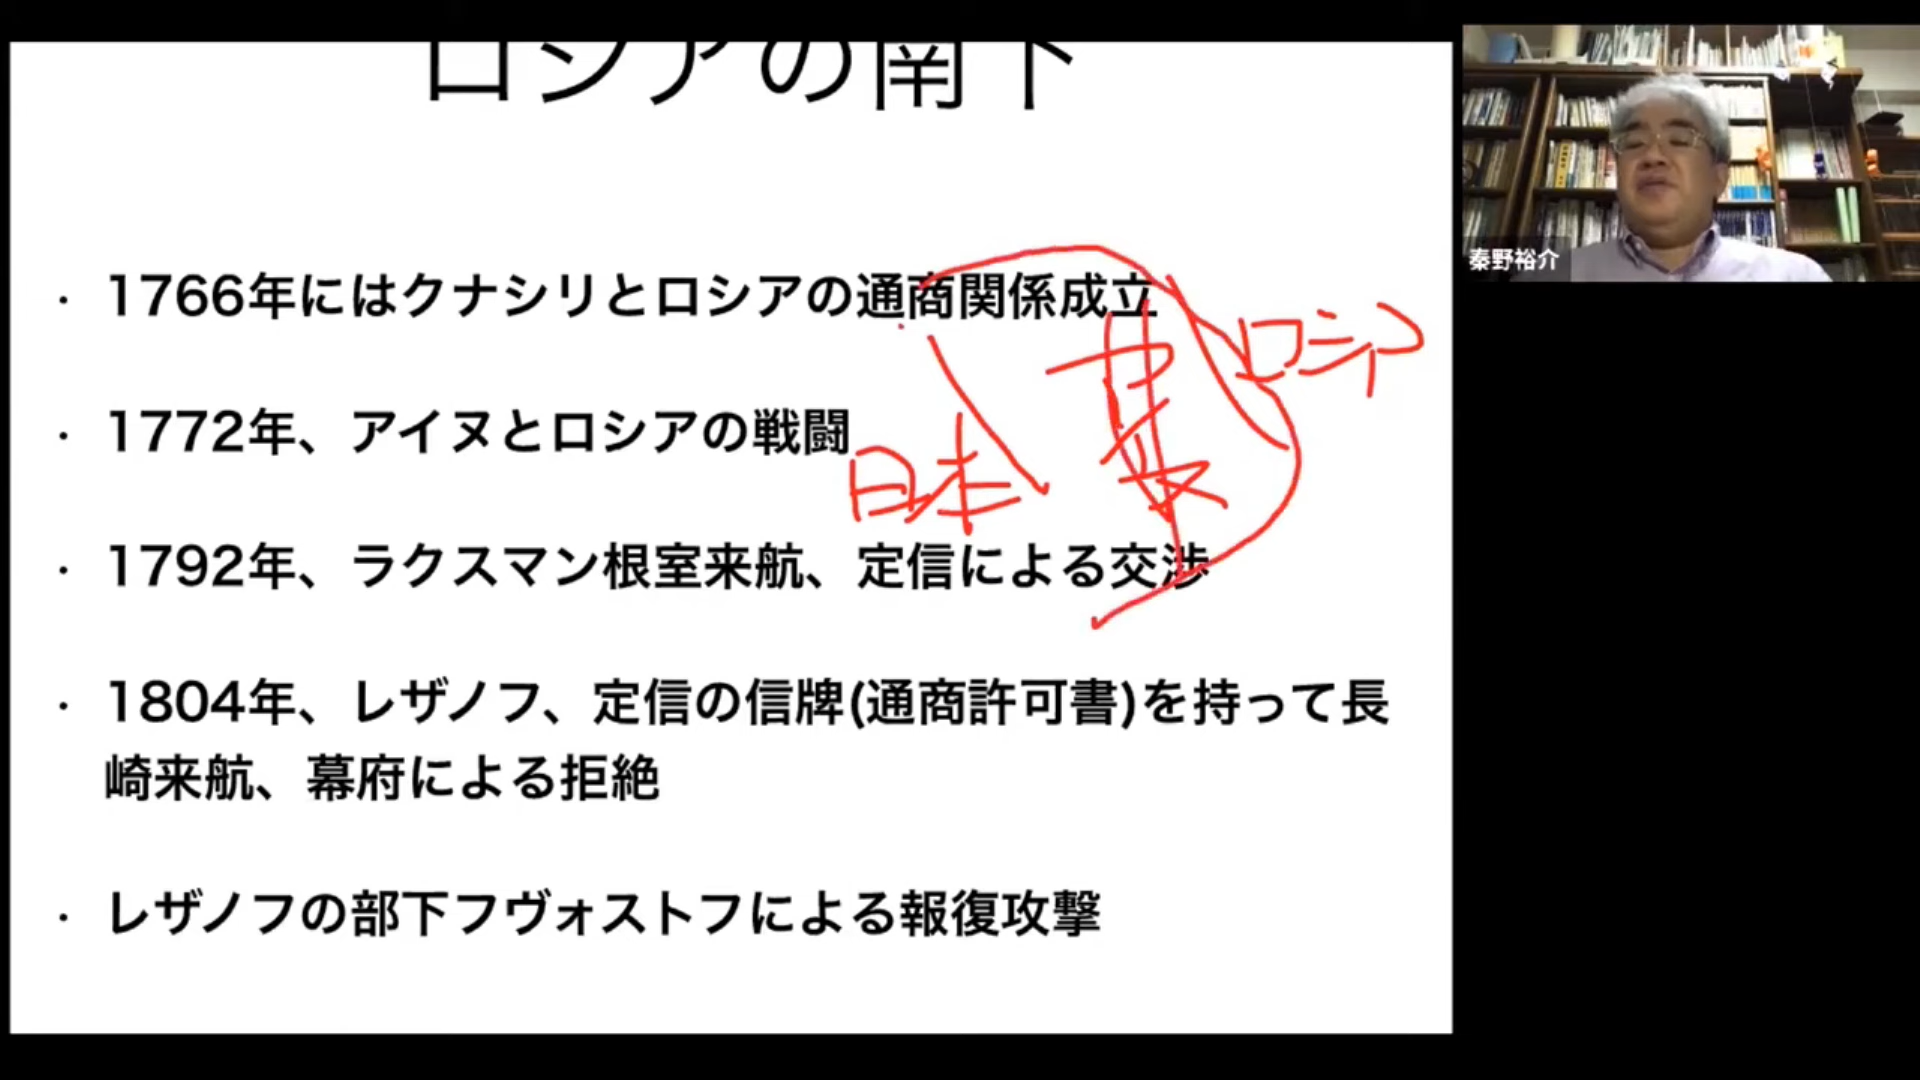 ロシアの南下
・ 1766年にはクナシリとロシアの通商関係成立
・ 1772年、アイヌとロシアの戦闘
・ 1792年、ラクスマン根室来航、定信による交渉
・ 1804年、レザノフ、定信の信牌(通商許可書)を持って長
崎来航、幕府による拒絶
・ レザノフの部下フヴォストフによる報復攻撃
日本
ロシア
秦野裕介